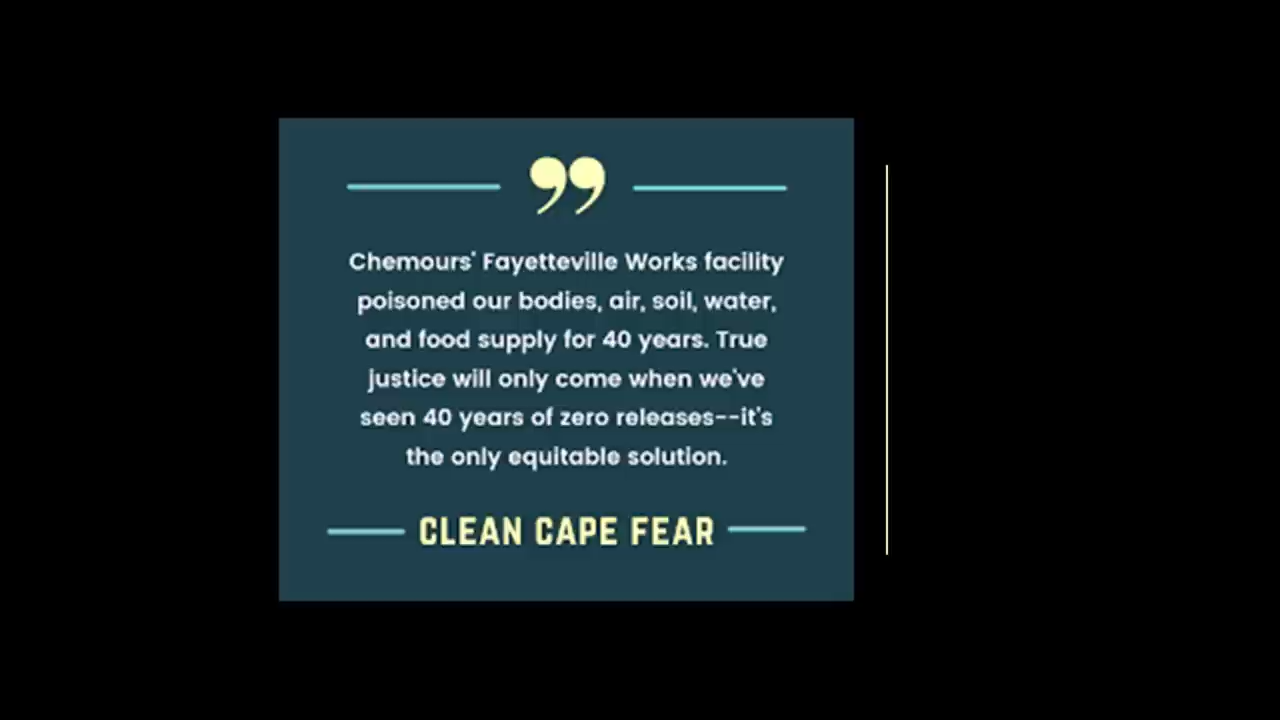 ”
Chemours' Fayetteville Works facility
poisoned our bodies, air, soil, water,
and food supply for 40 years. True
justice will only come when we've
seen 40 years of zero releases--it's
the only equitable solution.
CLEAN CAPE FEAR